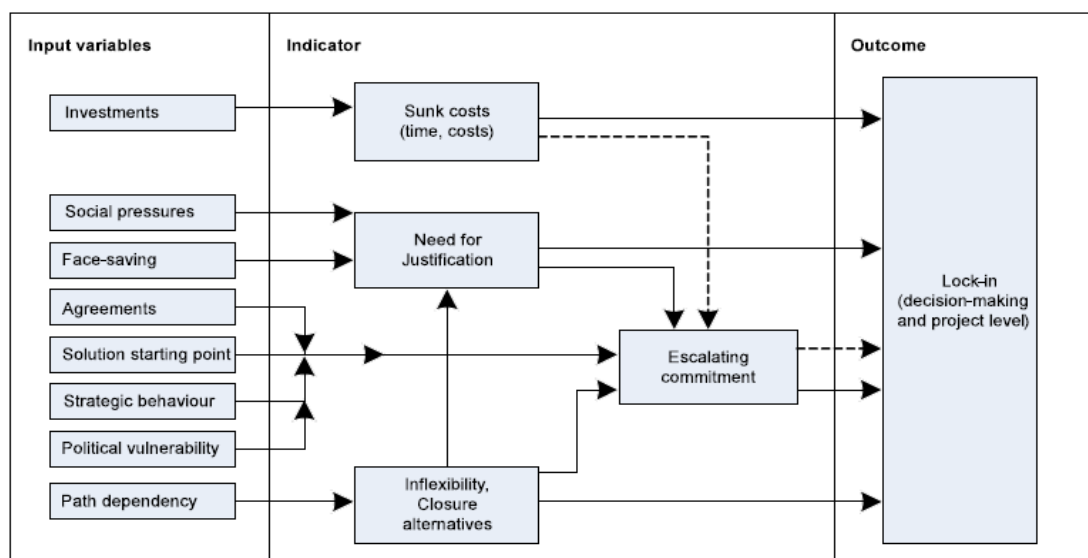 Input variables
Indicator
Outcome
Investments
Social pressures
Face-saving
Agreements
Solution starting point
Strategic behaviour
Political vulnerability
Path dependency
Sunk costs
(time, costs)
Need for
Justification
Escalating
commitment
Inflexibility,
Closure
alternatives
Lock-in
(decision-making
and project level)